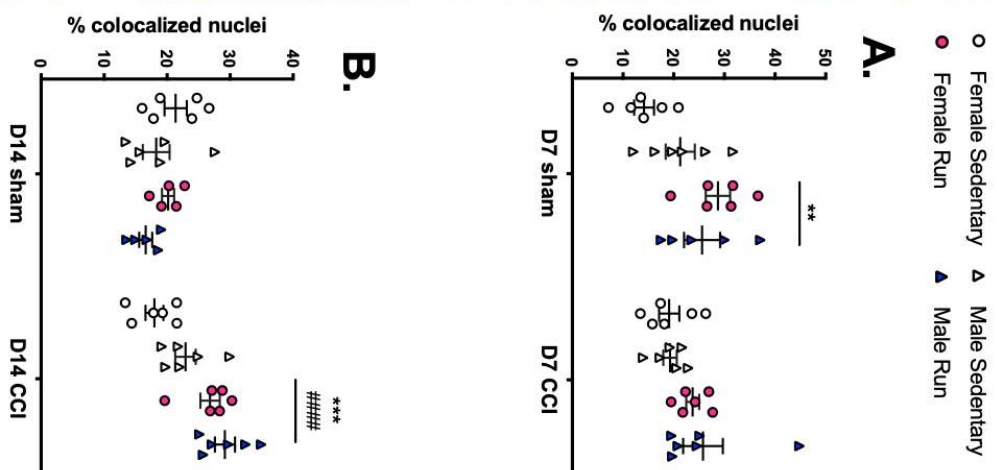 Female Sedentary
Male Sedentary
Female Run
Male Run
A.
% colocalized nuclei
50
40
30
20
10
0
**
D7 sham
D7 CCI
B.
% colocalized nuclei
40
30
20
10
0
***
####
D14 sham
D14 CCI